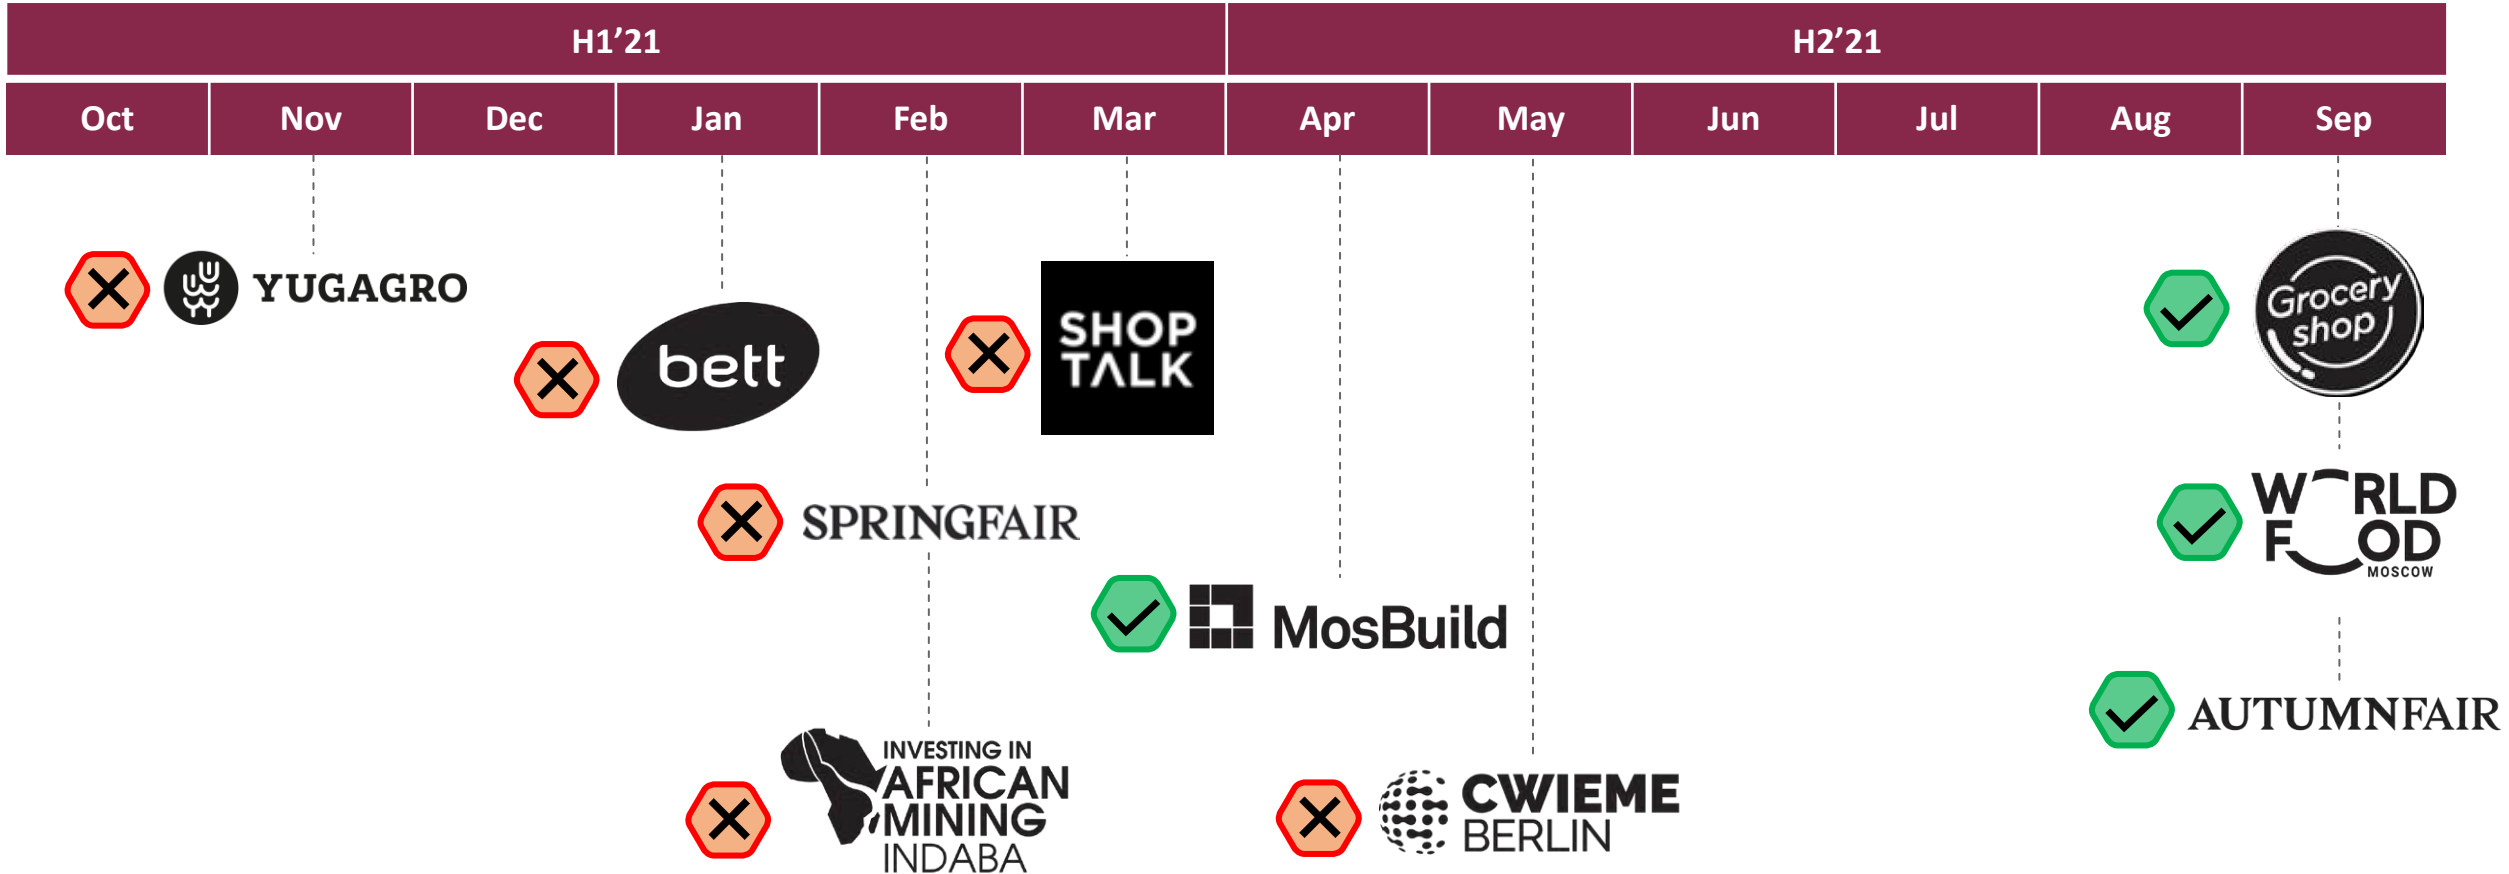 H1’21
H2’21
Oct Nov Dec Jan Feb Mar Apr May Jun Jul Aug Sep
YUGAGRO
bett
SHOP
TALK
Grocery
shop
SPRINGFAIR
WORLD
FOOD
MOSCOW
MosBuild
AUTUMNFAIR
INVESTING IN
AFRICAN
MINING
INDABA
CWIEME
BERLIN